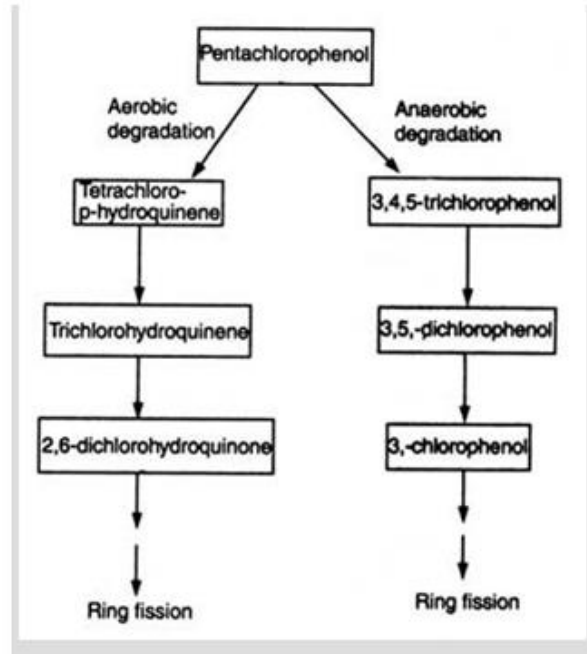 Pentachlorophenol
Aerobic
degradation
Anaerobic
degradation
Tetrachloro-
p-hydroquinene
3,4,5-trichlorophenol
Trichlorohydroquinene
3,5,-dichlorophenol
2,6-dichlorohydroquinone
3,-chlorophenol
Ring fission
Ring fission